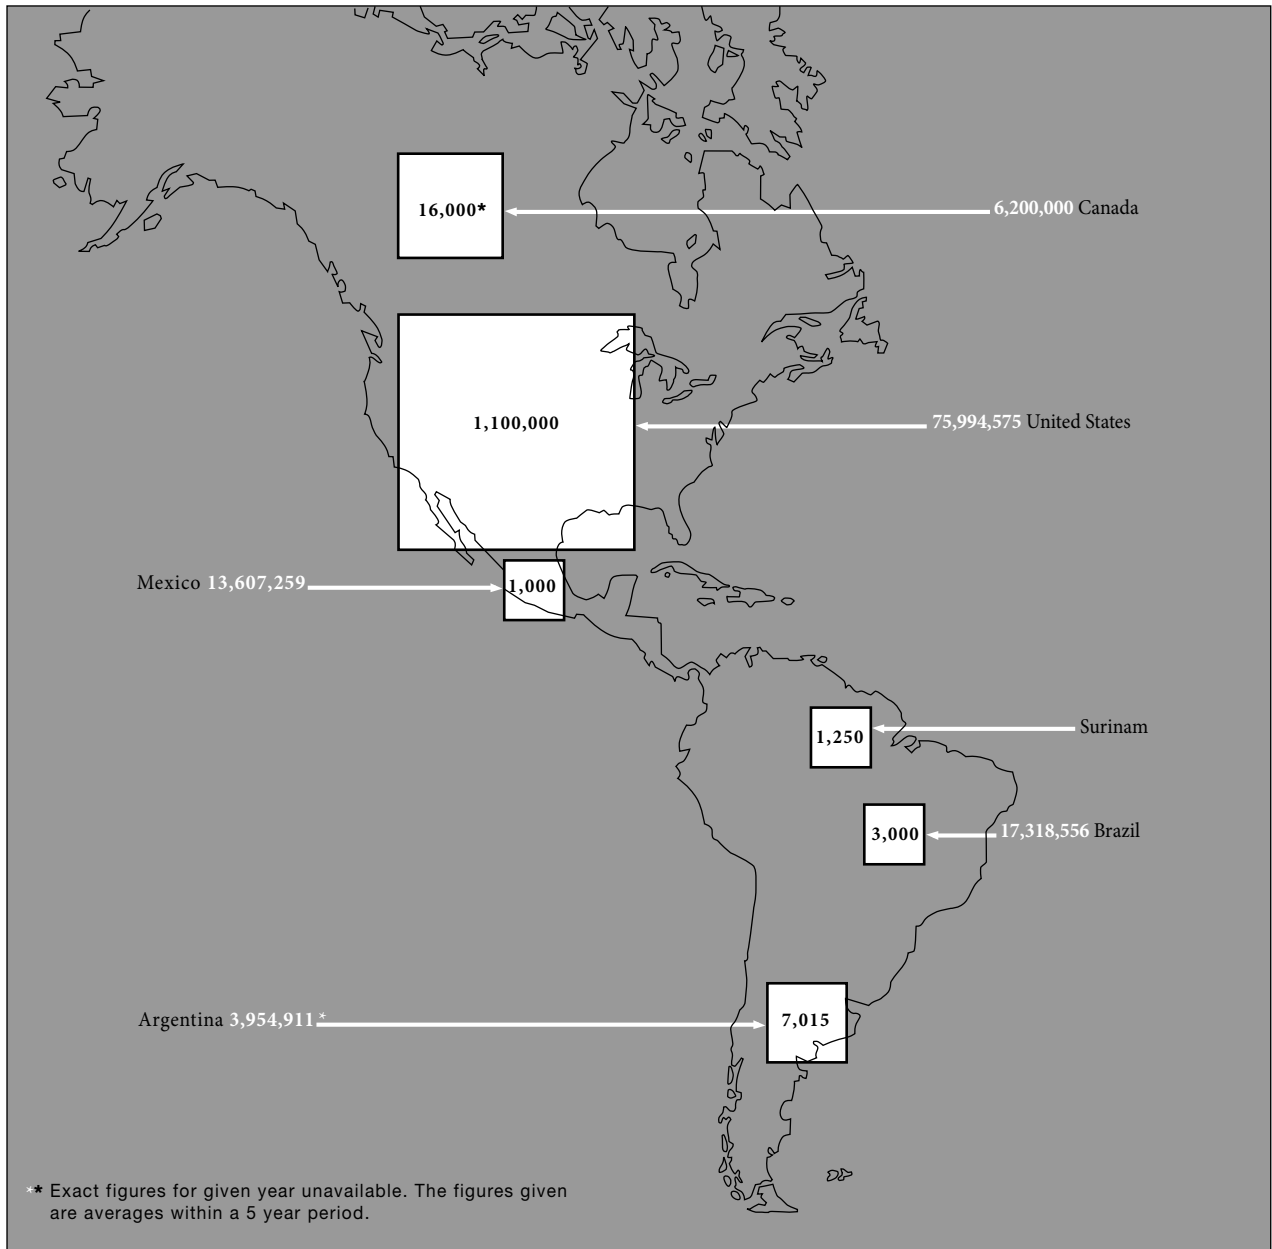 16,000*
6,200,000 Canada
1,100,000
75,994,575 United States
Mexico 13,607,259
1,000
1,250
Surinam
3,000
17,318,556 Brazil
Argentina 3,954,911*
7,015
** Exact figures for given year unavailable. The figures given
are averages within a 5 year period.